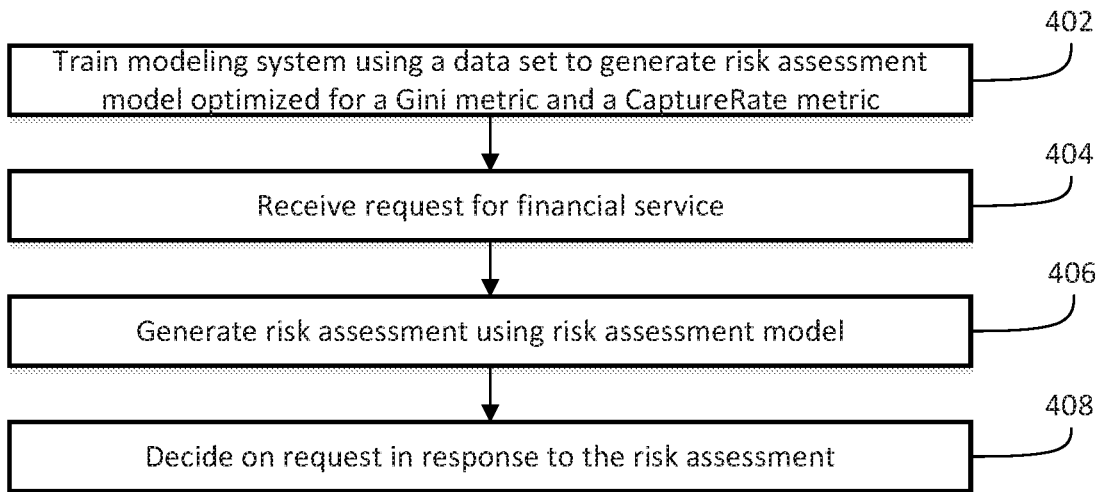 402
Train modeling system using a data set to generate risk assessment
model optimized for a Gini metric and a CaptureRate metric
404
Receive request for financial service
406
Generate risk assessment using risk assessment model
408
Decide on request in response to the risk assessment